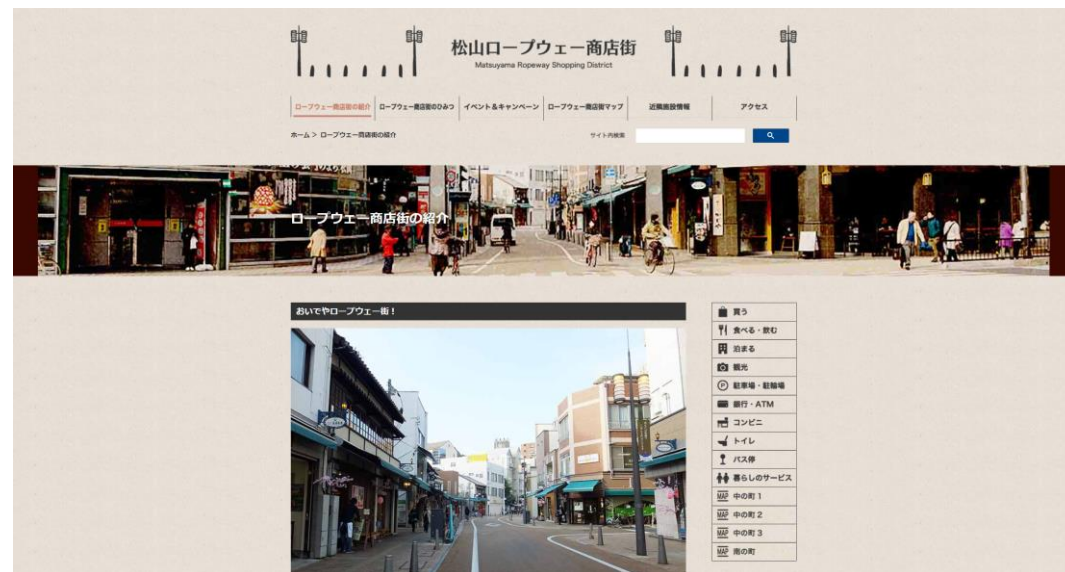 松山ロープウェー商店街
Matsuyama Ropeway Shopping District
ロープウェー商店街の紹介 ロープウェー商店街のひみつ イベント&キャンペーン ロープウェー商店街マップ 近隣施設情報 アクセス
ホーム > ロープウェー商店街の紹介 サイト内検索
ロープウェー商店街の紹介
おいでやロープウェー街!
買う
食べる・飲む
泊まる
観光
P 駐車場・駐輪場
銀行・ATM
コンビニ
トイレ
バス停
暮らしのサービス
MAP 中の町 1
MAP 中の町 2
MAP 中の町 3
MAP 南の町